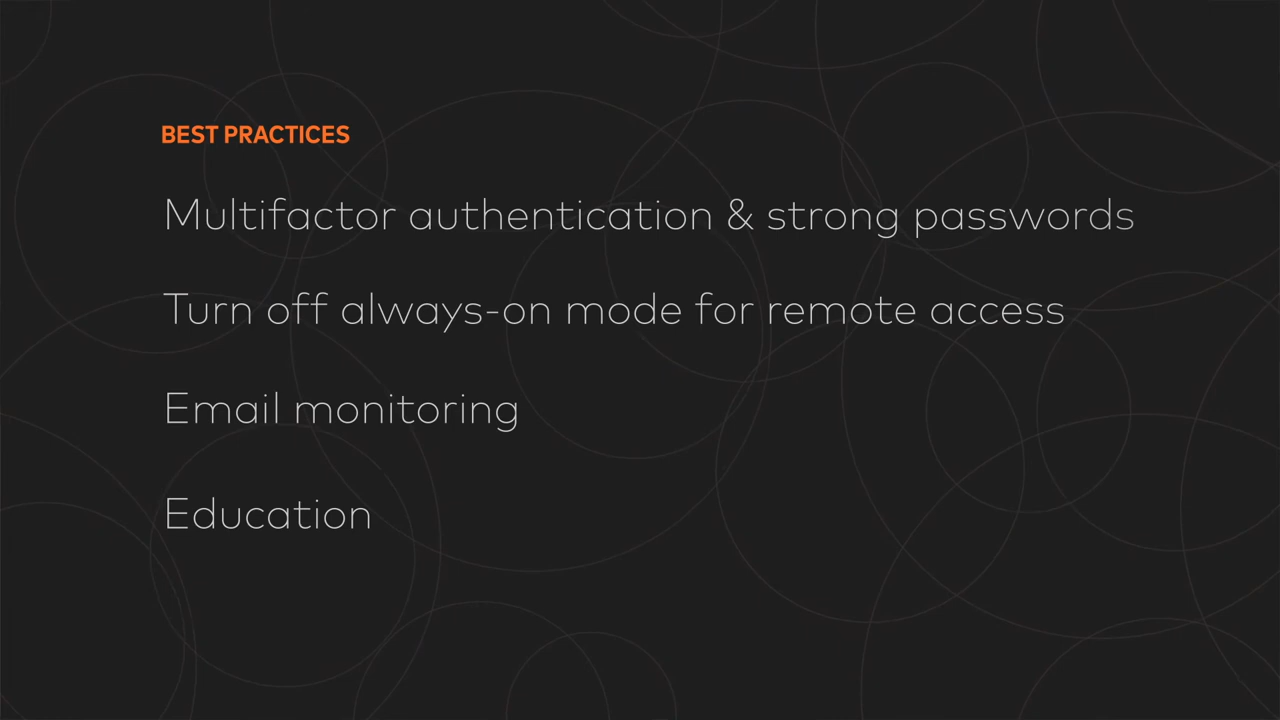 BEST PRACTICES
Multifactor authentication & strong passwords
Turn off always-on mode for remote access
Email monitoring
Education